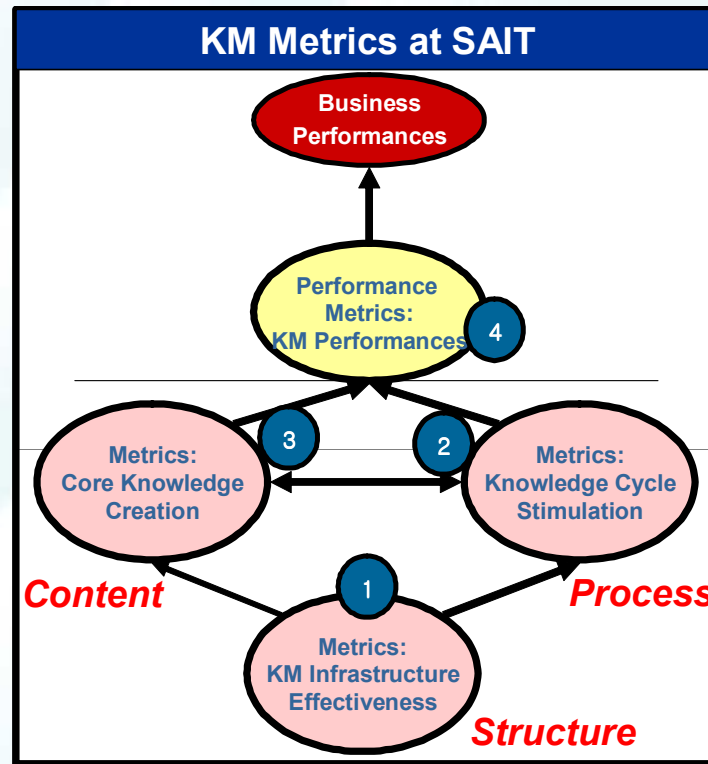 KM Metrics at SAIT
Business
Performances
Performance
Metrics:
KM Performances
4
3
2
Metrics:
Core Knowledge
Creation
Metrics:
Knowledge Cycle
Stimulation
Content
1
Process
Metrics:
KM Infrastructure
Effectiveness
Structure